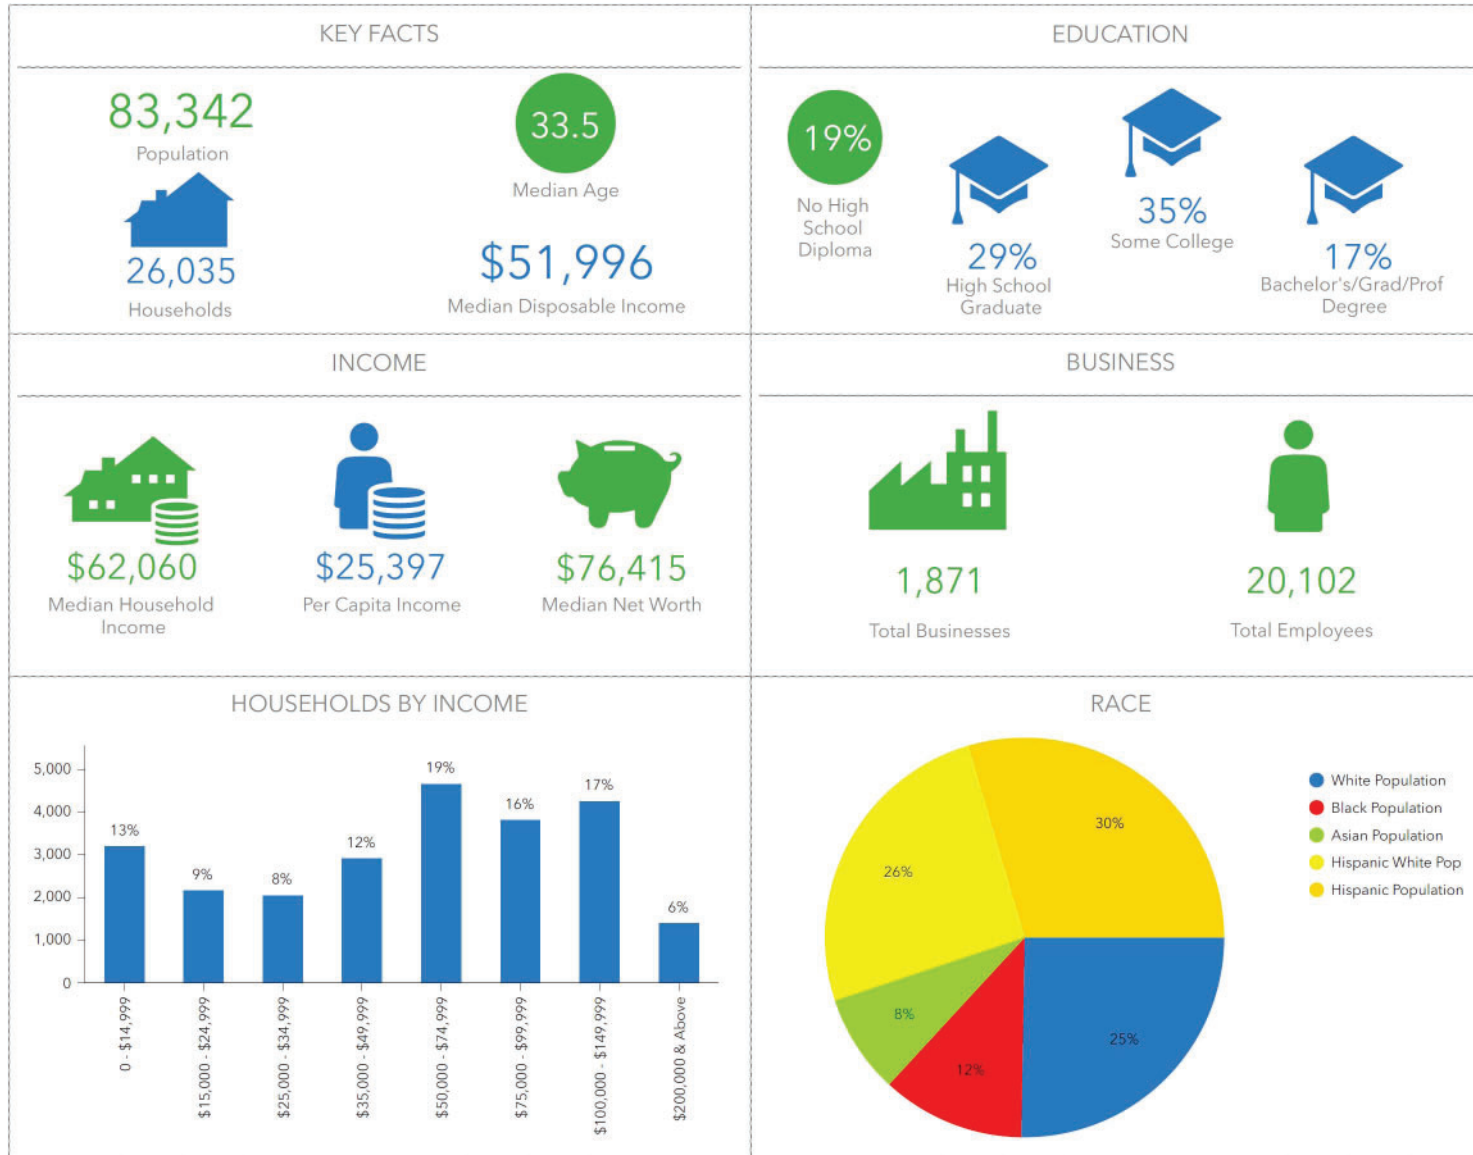 KEY FACTS
83,342
Population
26,035
Households
33.5
Median Age
$51,996
Median Disposable Income
EDUCATION
19%
No High
School
Diploma
29%
High School
Graduate
35%
Some College
17%
Bachelor's/Grad/Prof
Degree
INCOME
$62,060
Median Household
Income
$25,397
Per Capita Income
$76,415
Median Net Worth
BUSINESS
1,871
Total Businesses
20,102
Total Employees
HOUSEHOLDS BY INCOME
5,000
4,000
3,000
2,000
1,000
0
13%
9%
8%
12%
19%
16%
17%
6%
0 - $14,999
$15,000 - $24,999
$25,000 - $34,999
$35,000 - $49,999
$50,000 - $74,999
$75,000 - $99,999
$100,000 - $149,999
$200,000 & Above
RACE
30%
26%
8%
12%
25%
White Population
Black Population
Asian Population
Hispanic White Pop
Hispanic Population